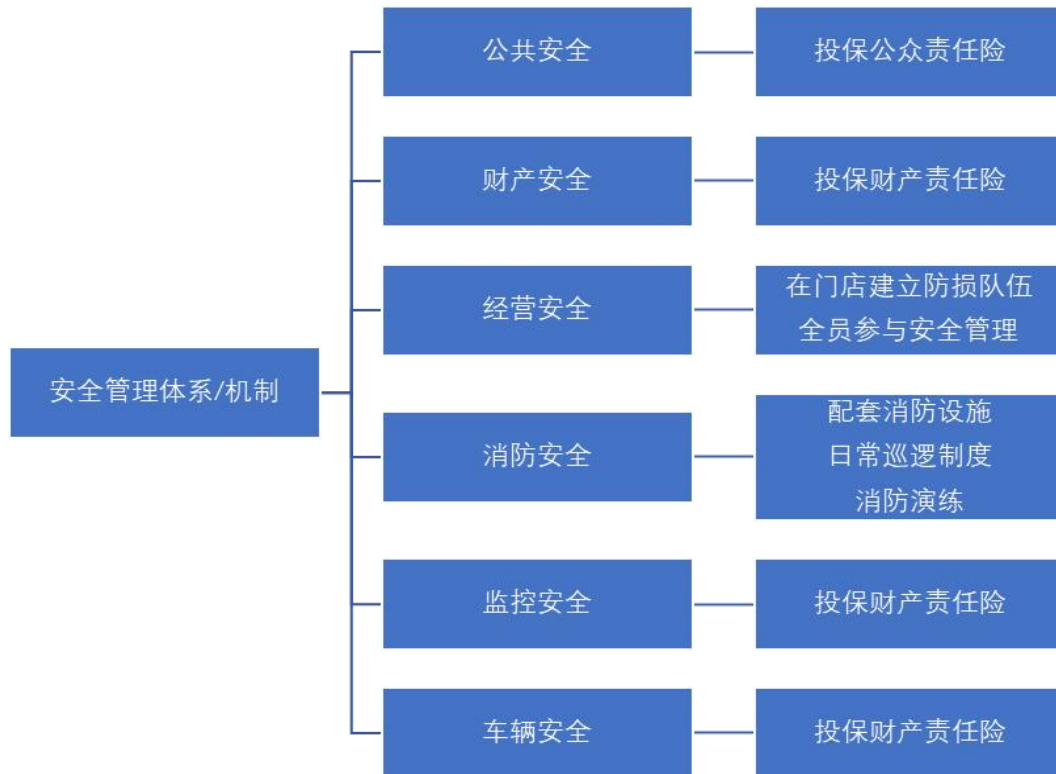 安全管理体系/机制
公共安全
投保公众责任险
财产安全
投保财产责任险
经营安全
在门店建立防损队伍
全员参与安全管理
消防安全
配套消防设施
日常巡逻制度
消防演练
监控安全
投保财产责任险
车辆安全
投保财产责任险